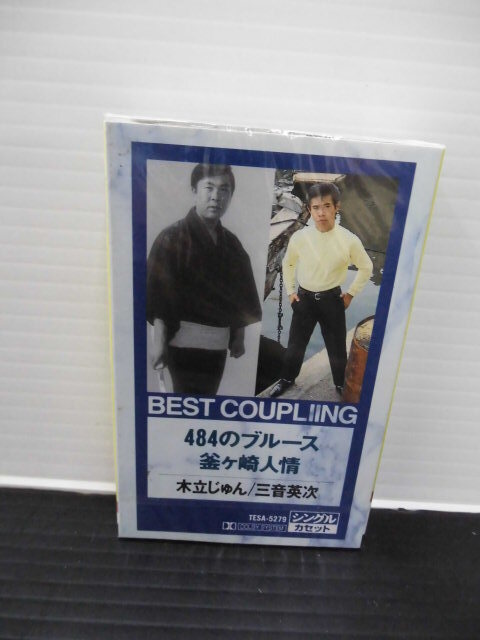 BEST COUPLIING
484のブルース
釜ヶ崎人情
木立じゅん/三音英次
TESA-5279
DOLBY SYSTEM
シングル
カセット